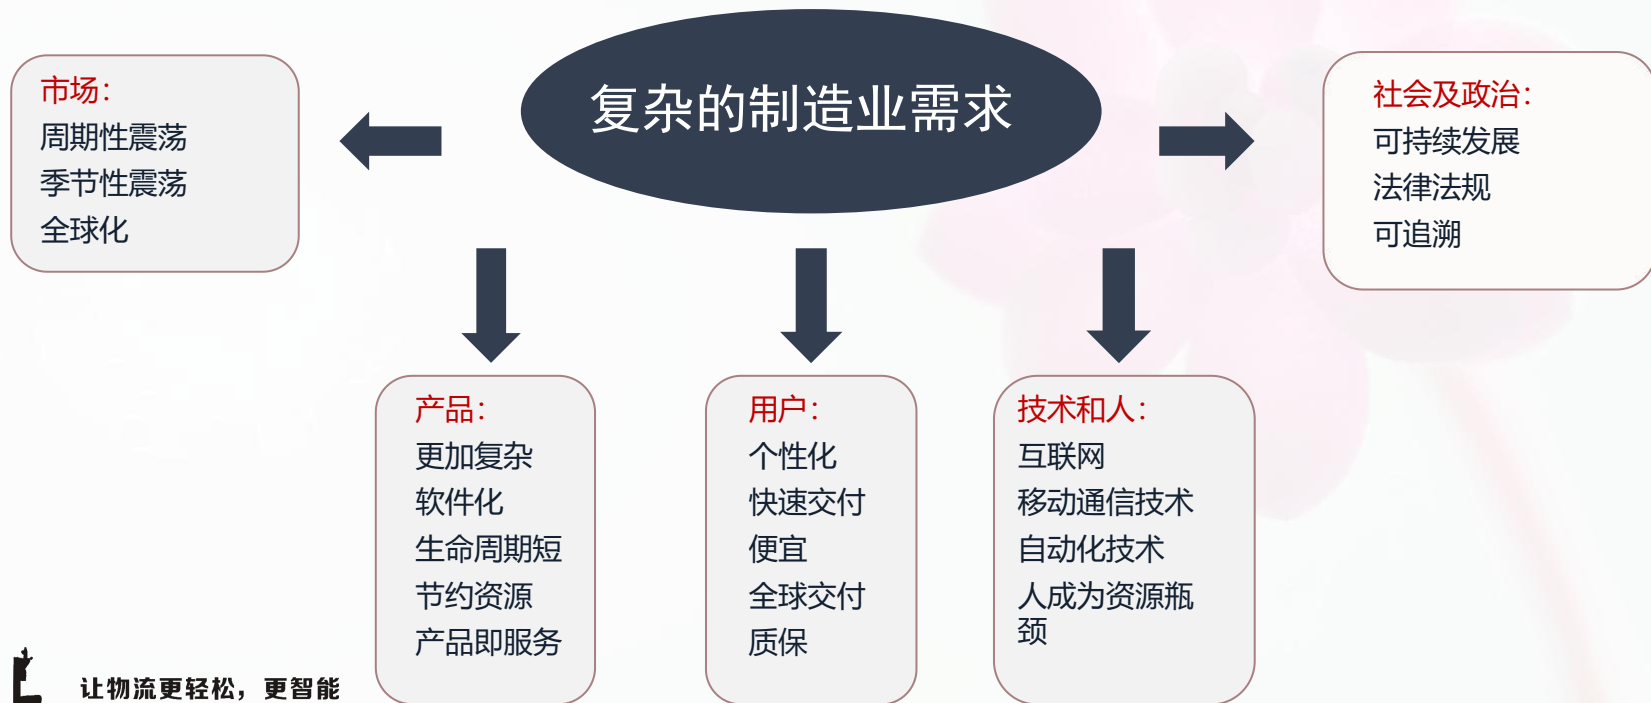 复杂的制造业需求
市场：
周期性震荡
季节性震荡
全球化
社会及政治：
可持续发展
法律法规
可追溯
产品：
更加复杂
软件化
生命周期短
节约资源
产品即服务
用户：
个性化
快速交付
便宜
全球交付
质保
技术和人：
互联网
移动通信技术
自动化技术
人成为资源瓶
颈
让物流更轻松，更智能